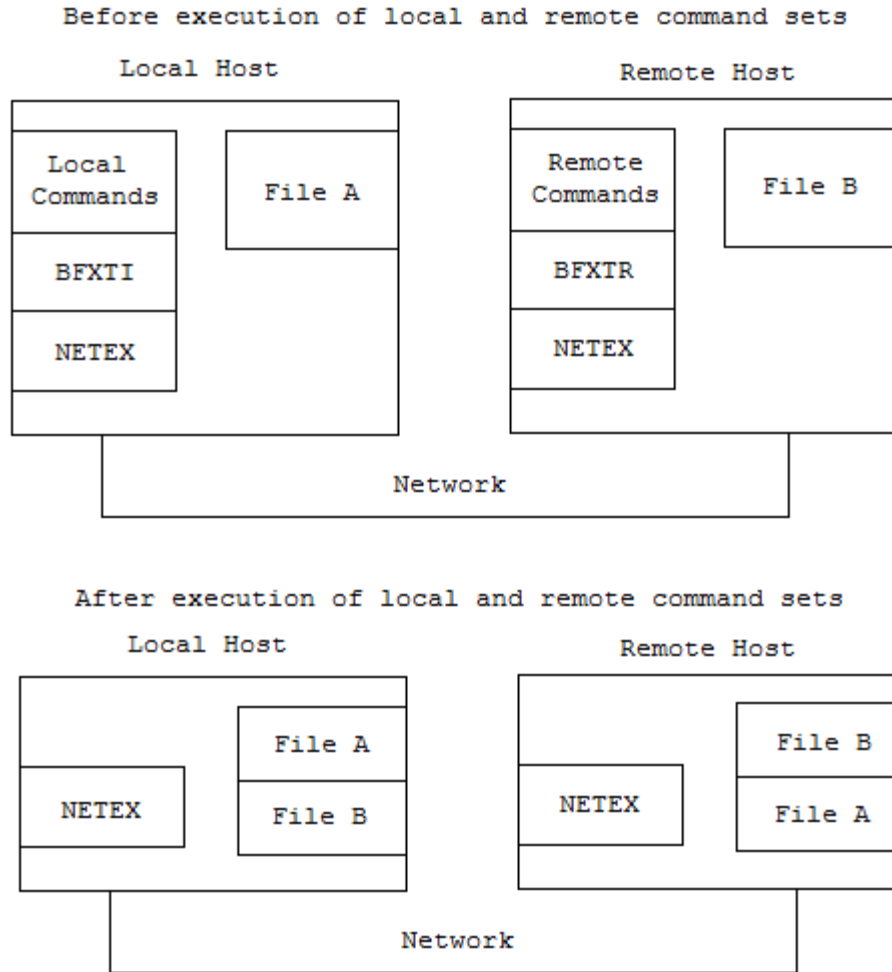 Before execution of local and remote command sets
Local Host
Remote Host
Local
Commands
File A
BFXTI
NETEX
Remote
Commands
File B
BFXTR
NETEX
Network
After execution of local and remote command sets
Local Host
Remote Host
File A
NETEX
File B
File B
NETEX
File A
Network